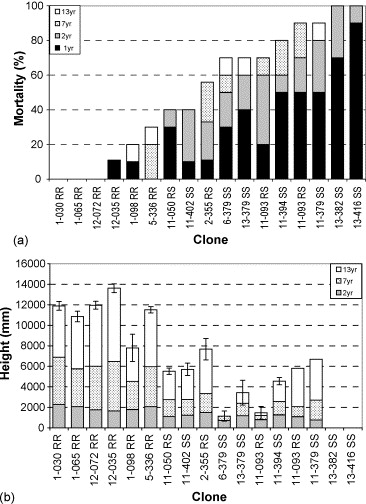 100
80
60
40
20
0
Mortality (%)
13yr
7yr
2yr
1yr
1-030 RR
1-065 RR
12-072 RR
12-035 RR
1-098 RR
5-336 RR
11-050 RS
11-402 SS
2-355 RS
6-379 SS
13-379 SS
11-093 RS
11-394 SS
11-093 RS
11-379 SS
13-382 SS
13-416 SS
(a)
Clone
16000
14000
12000
10000
8000
6000
4000
2000
0
Height (mm)
13yr
7yr
2yr
1-030 RR
1-065 RR
12-072 RR
12-035 RR
1-098 RR
5-336 RR
11-050 RS
11-402 SS
2-355 RS
6-379 SS
13-379 SS
11-093 RS
11-394 SS
11-093 RS
11-379 SS
13-382 SS
13-416 SS
(b)
Clone